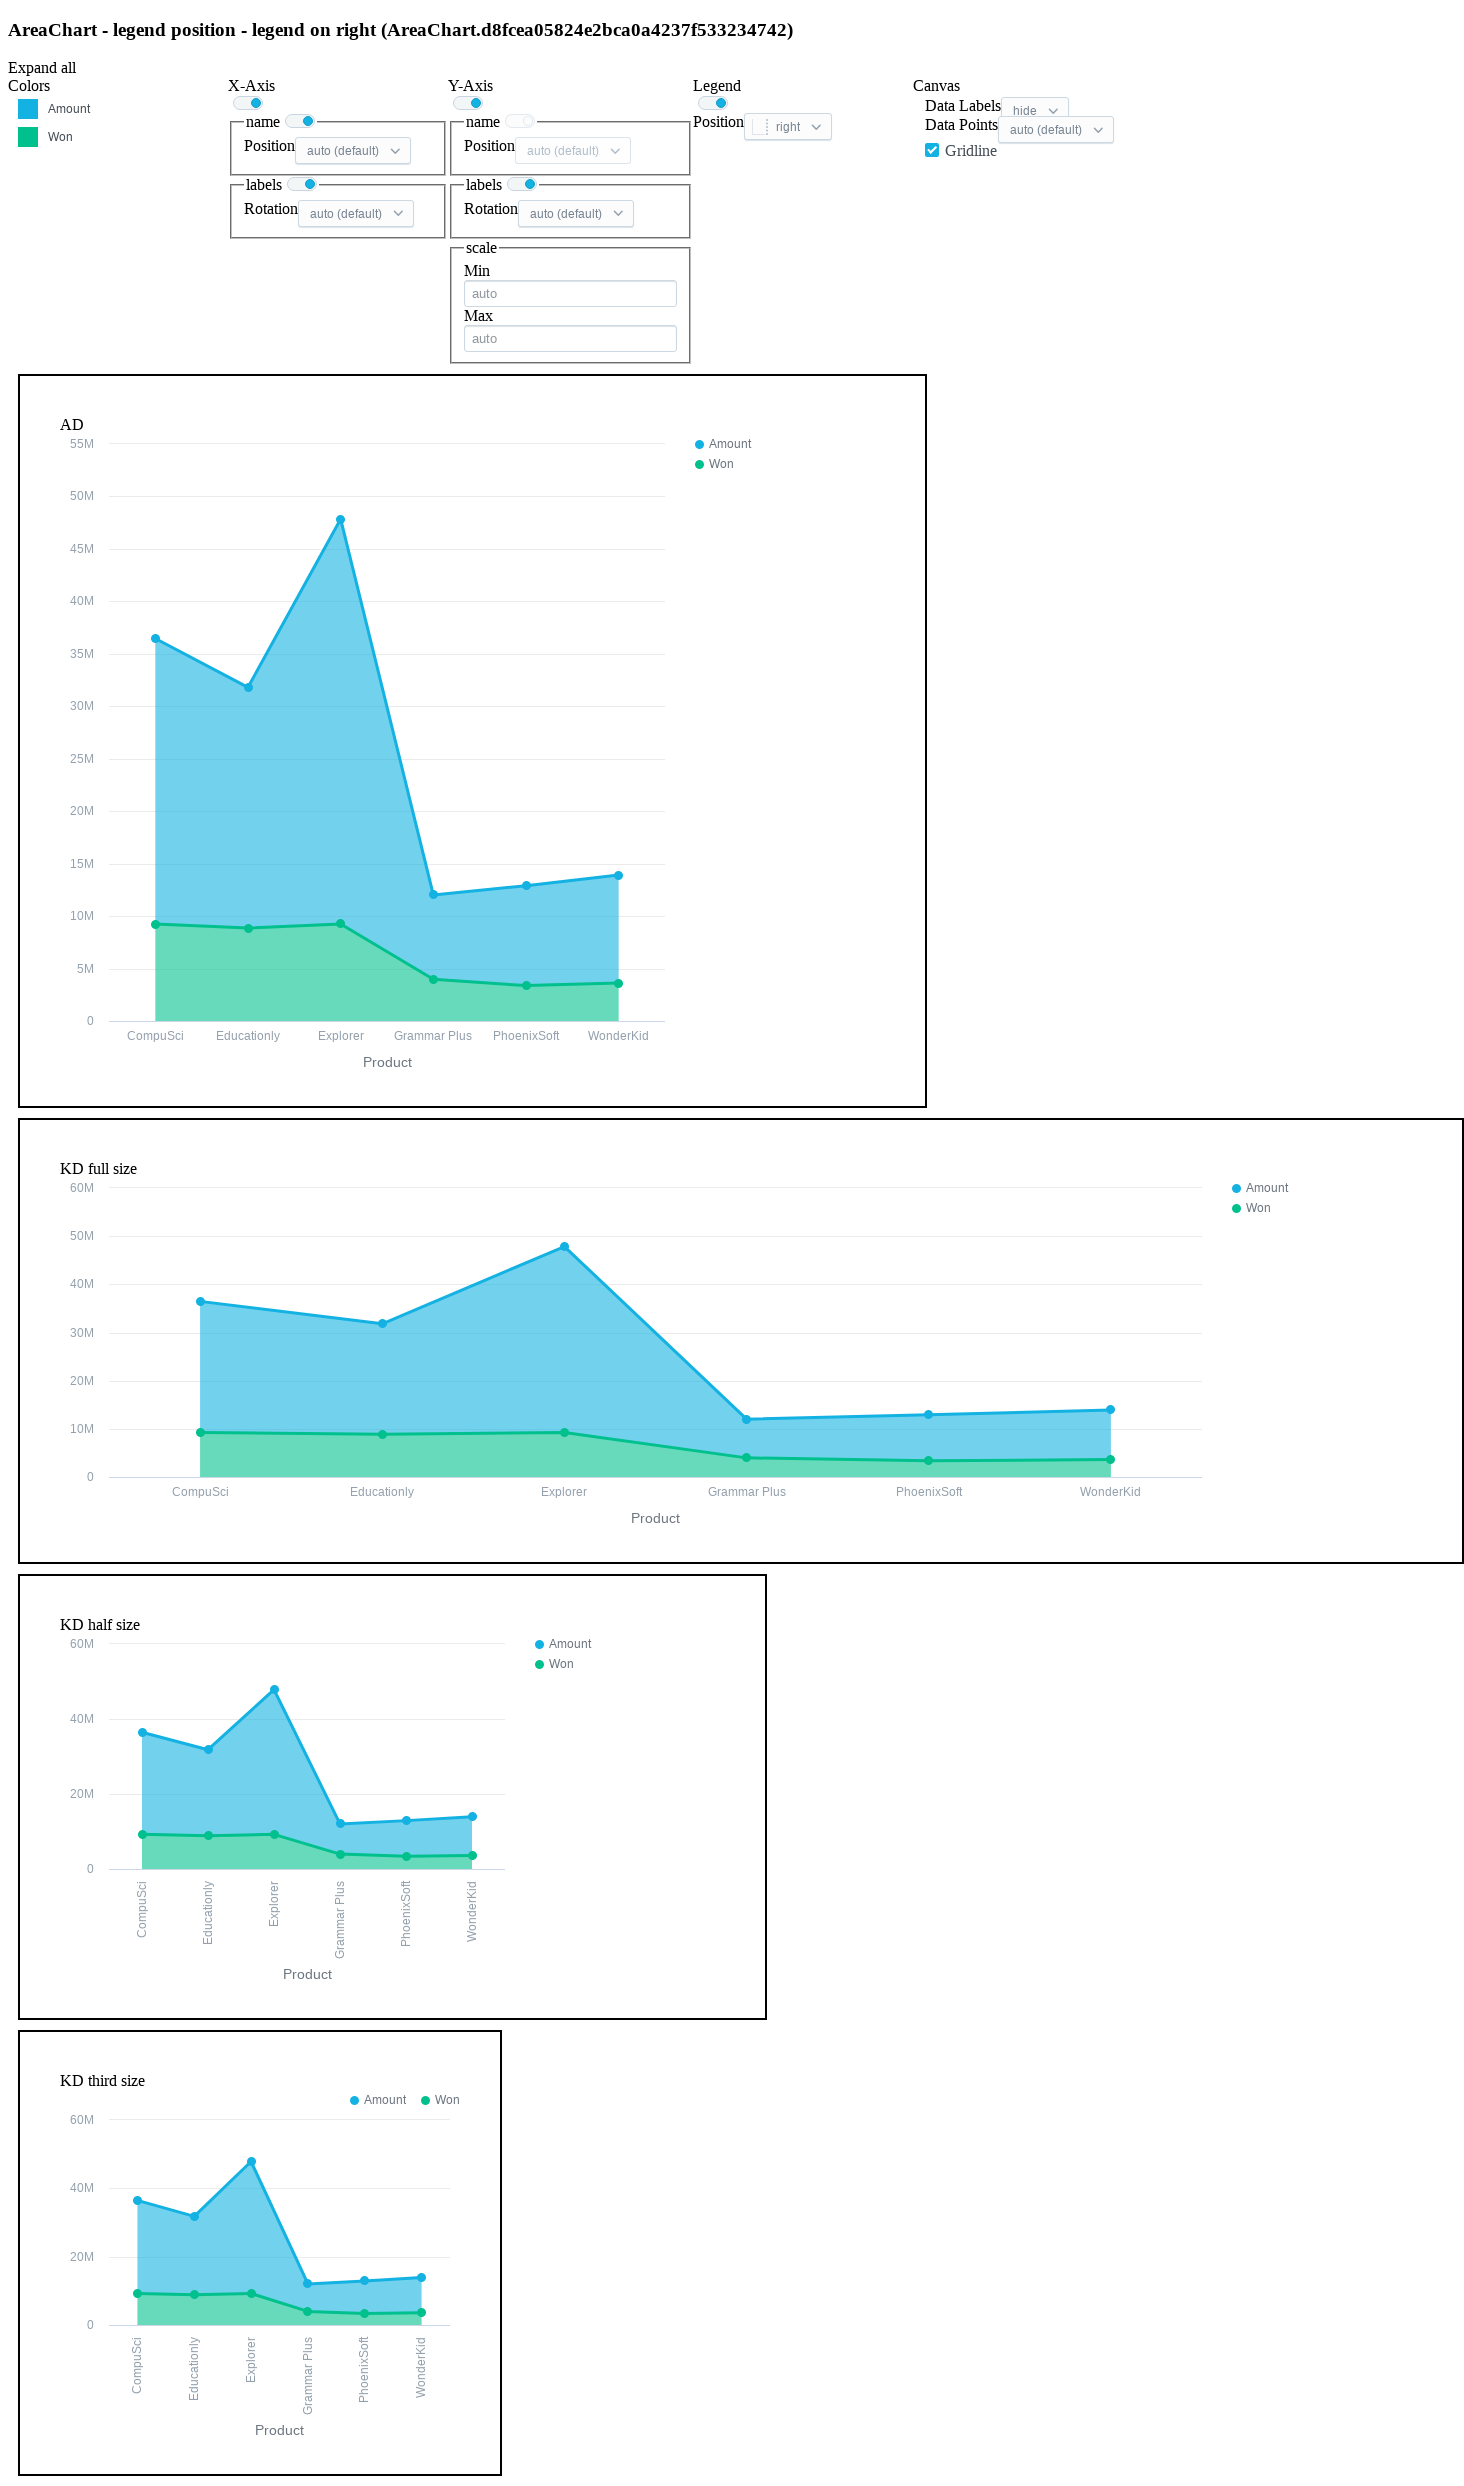 AreaChart - legend position - legend on right (AreaChart.d8fcea05824e2bca0a4237f533234742)
Expand all
Colors
Amount
Won
X-Axis
name
Position auto (default)
labels
Rotation auto (default)
Y-Axis
name
Position auto (default)
labels
Rotation auto (default)
scale
Min
auto
Max
auto
Legend
Position right
Canvas
Data Labels hide
Data Points auto (default)
Gridline
AD
55M
50M
45M
40M
35M
30M
25M
20M
15M
10M
5M
0
CompuSci Educationly Explorer Grammar Plus PhoenixSoft WonderKid
Product
Amount
Won
KD full size
60M
50M
40M
30M
20M
10M
0
CompuSci Educationly Explorer Grammar Plus PhoenixSoft WonderKid
Product
Amount
Won
KD half size
60M
40M
20M
0
CompuSci
Educationly
Explorer
Grammar Plus
PhoenixSoft
WonderKid
Product
Amount
Won
KD third size
Amount Won
60M
40M
20M
0
CompuSci
Educationly
Explorer
Grammar Plus
PhoenixSoft
WonderKid
Product